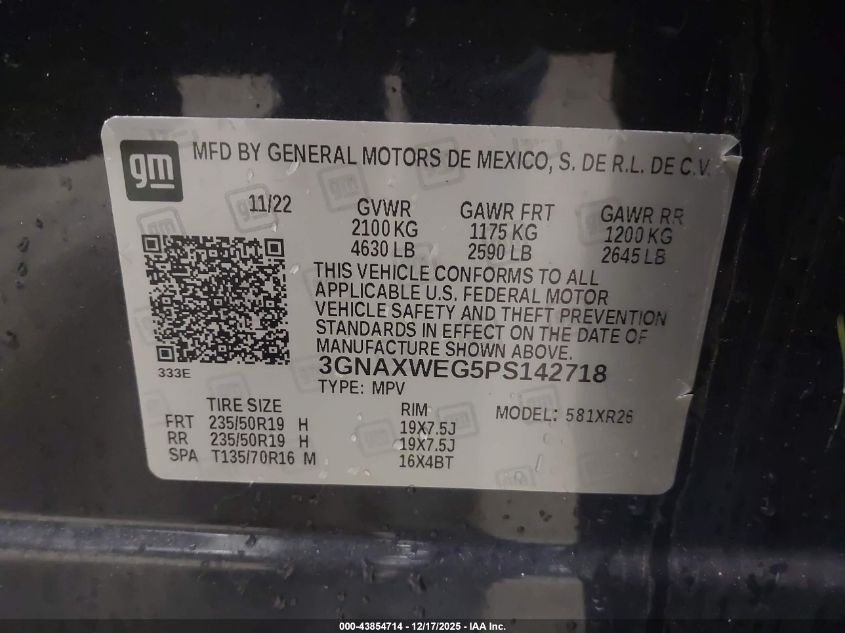 gm
MFD BY GENERAL MOTORS DE MEXICO, S. DE R.L. DE C.V.
11/22 GVWR GAWR FRT GAWR RR
2100 KG 1175 KG 1200 KG
4630 LB 2590 LB 2645 LB
THIS VEHICLE CONFORMS TO ALL
APPLICABLE U.S. FEDERAL MOTOR
VEHICLE SAFETY AND THEFT PREVENTION
STANDARDS IN EFFECT ON THE DATE OF
MANUFACTURE SHOWN ABOVE.
333E
3GNAXWEG5PS142718
TYPE: MPV
TIRE SIZE RIM MODEL: 581XR26
FRT 235/50R19 H 19X7.5J
RR 235/50R19 H 19X7.5J
SPA T135/70R16 M 16X4BT
000-43854714 - 12/17/2025 - IAA Inc.